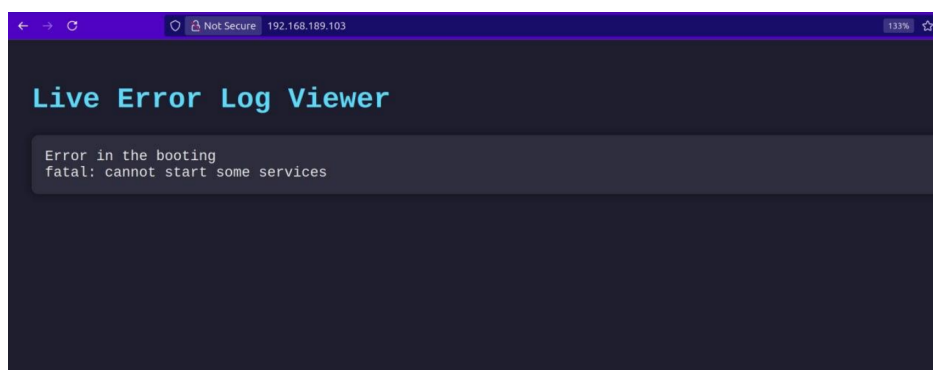 Not Secure 192.168.189.103 133%
Live Error Log Viewer
Error in the booting
fatal: cannot start some services